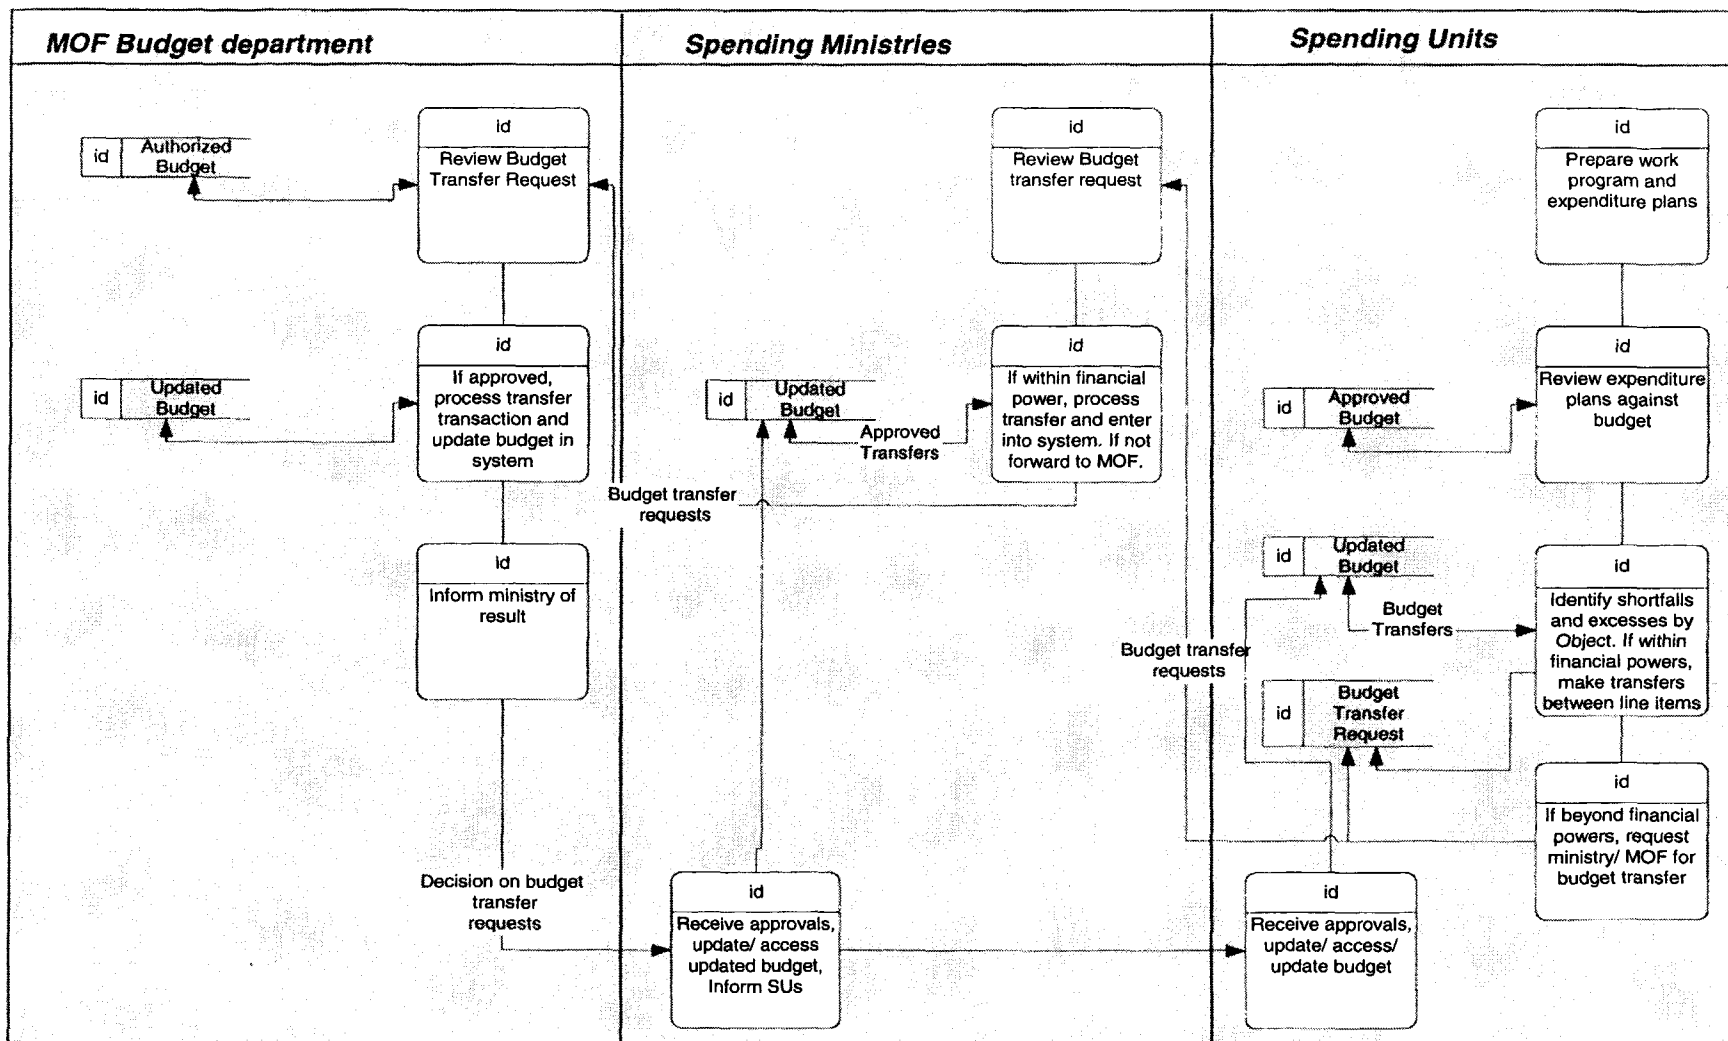 MOF Budget department
Spending Ministries
Spending Units
id
Authorized
Budget
id
Review Budget
Transfer Request
id
Review Budget
transfer request
id
Prepare work
program and
expenditure plans
id
Updated
Budget
id
If approved,
process transfer
transaction and
update budget in
system
id
Updated
Budget
Approved
Transfers
id
If within financial
power, process
transfer and enter
into system. If not
forward to MOF.
id
Approved
Budget
id
Review expenditure
plans against
budget
Budget transfer
requests
id
Inform ministry of
result
id
Updated
Budget
Budget
Transfers
id
Identify shortfalls
and excesses by
Object. If within
financial powers,
make transfers
between line items
Budget transfer
requests
id
Budget
Transfer
Request
id
If beyond financial
powers, request
ministry/ MOF for
budget transfer
Decision on budget
transfer
requests
id
Receive approvals,
update/ access
updated budget,
Inform SUs
id
Receive approvals,
update/ access/
update budget